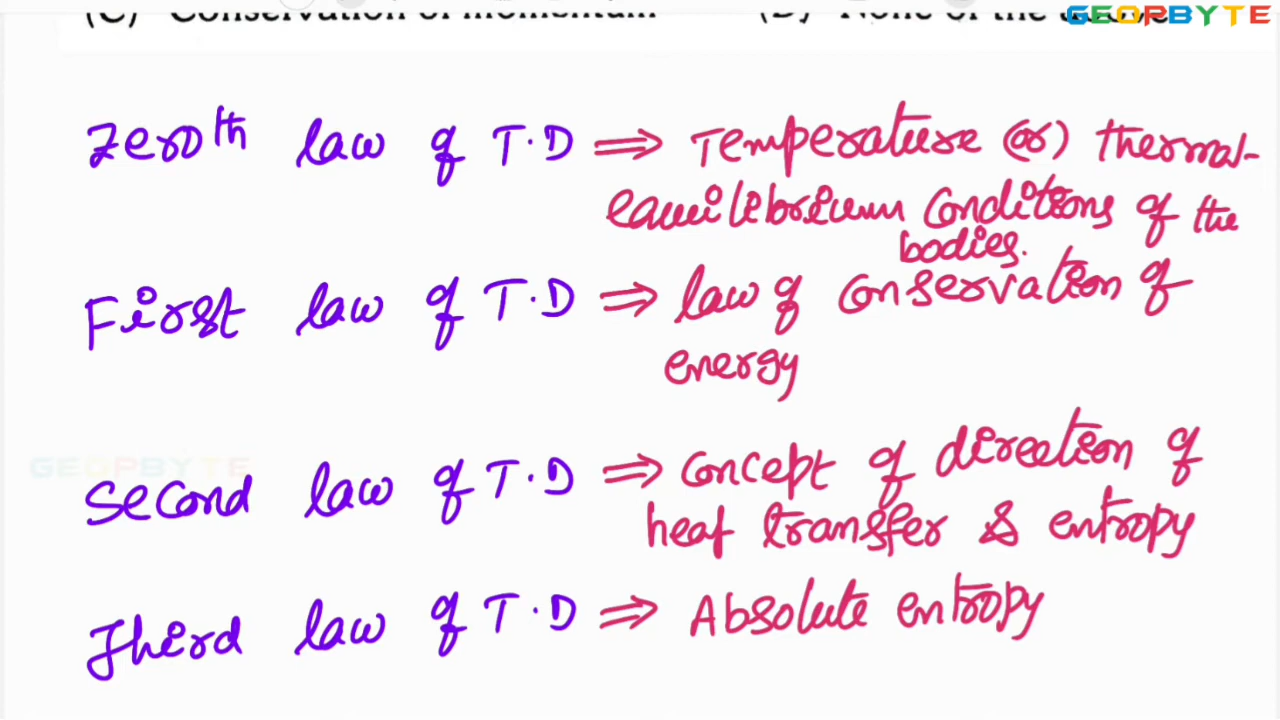 (C) Conservation of momentum (D) None of the above
GEOPBYTE
Zeroth law of T.D ⇒ Temperature (or) thermal-
equilibrium conditions of the
bodies.
First law of T.D ⇒ law of conservation of
energy
GEOPBYTE
Second law of T.D ⇒ concept of direction of
heat transfer & entropy
Third law of T.D ⇒ Absolute entropy